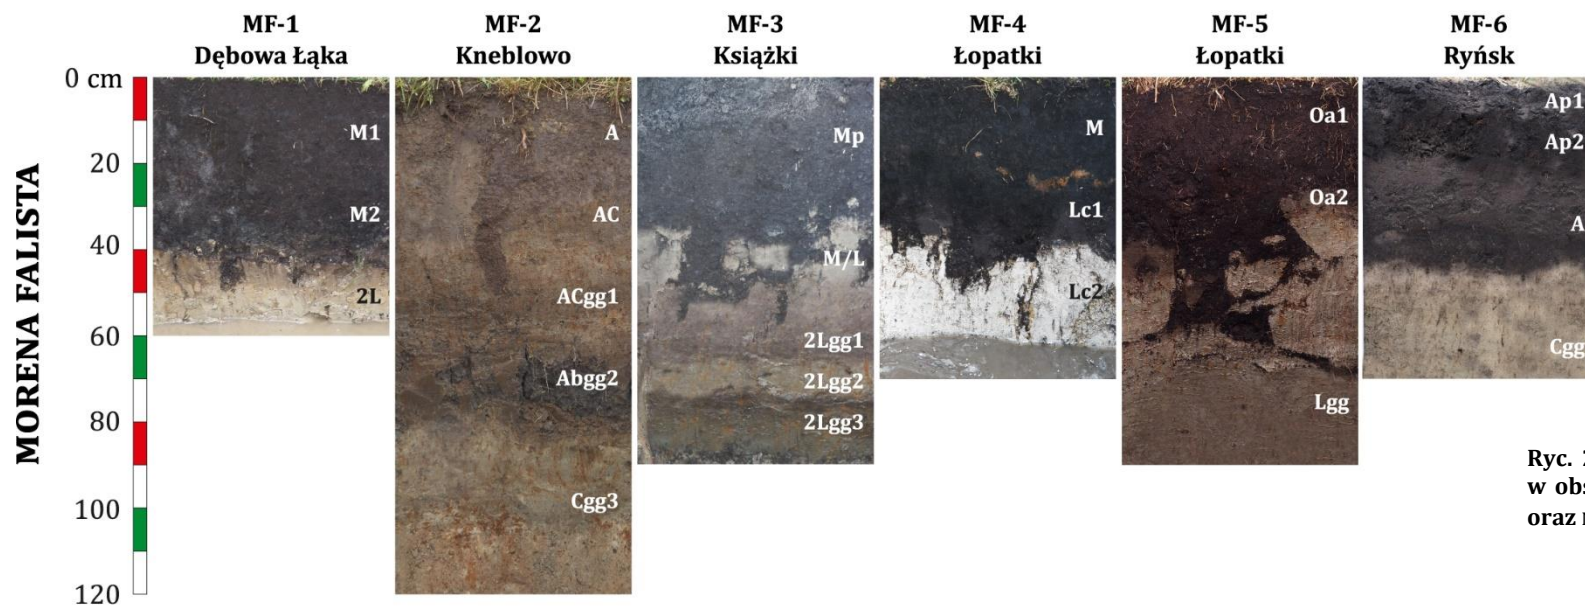 MF-1
Dębowa Łąka
MF-2
Kneblowo
MF-3
Książki
MF-4
Łopatki
MF-5
Łopatki
MF-6
Ryńsk
MORENA FALISTA
0 cm
20
40
60
80
100
120
M1
M2
2L
A
AC
ACgg1
Abgg2
Cgg3
Mp
M/L
2Lgg1
2Lgg2
2Lgg3
M
Lc1
Lc2
Oa1
Oa2
Lgg
Ap1
Ap2
A
Cgg
Ryc.
w
oraz